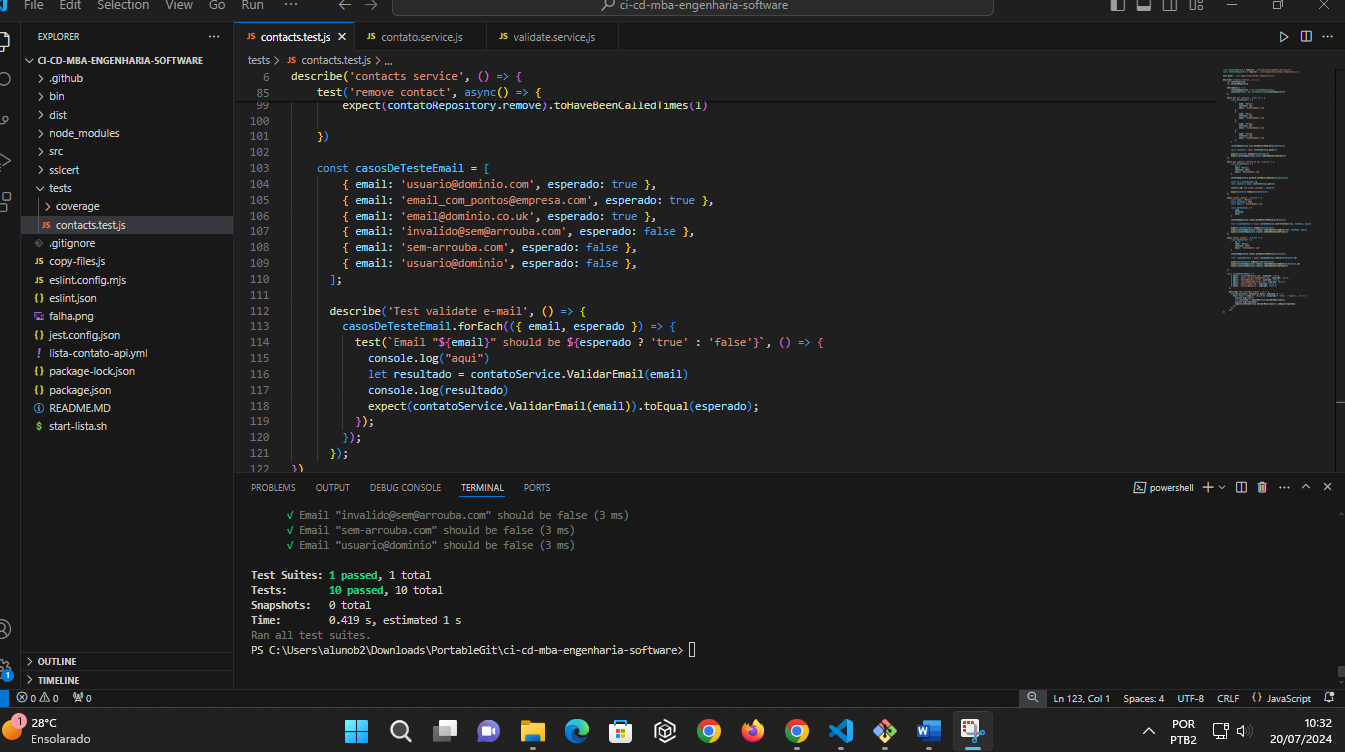 File Edit Selection View Go Run ··· ci-cd-mba-engenharia-software
EXPLORER ···
CI-CD-MBA-ENGENHARIA-SOFTWARE
.github
bin
dist
node_modules
src
sslcert
tests
coverage
JS contacts.test.js
.gitignore
JS copy-files.js
JS eslint.config.mjs
{} eslint.json
falha.png
{} jest.config.json
! lista-contato-api.yml
{} package-lock.json
{} package.json
README.MD
$ start-lista.sh
OUTLINE
TIMELINE
JS contacts.test.js JS contato.service.js JS validate.service.js
tests > JS contacts.test.js > ...
6 describe('contacts service', () => {
85 test('remove contact', async() => {
99 expect(contatoRepository.remove).toHaveBeenCalledTimes(1)
100
101 })
102
103 const casosDeTesteEmail = [
104 { email: 'usuario@dominio.com', esperado: true },
105 { email: 'email_com_pontos@empresa.com', esperado: true },
106 { email: 'email@dominio.co.uk', esperado: true },
107 { email: 'invalido@sem@arrouba.com', esperado: false },
108 { email: 'sem-arrouba.com', esperado: false },
109 { email: 'usuario@dominio', esperado: false },
110 ];
111
112 describe('Test validate e-mail', () => {
113 casosDeTesteEmail.forEach(({ email, esperado }) => {
114 test(`Email "${email}" should be ${esperado ? 'true' : 'false'}`, () => {
115 console.log("aqui")
116 let resultado = contatoService.ValidarEmail(email)
117 console.log(resultado)
118 expect(contatoService.ValidarEmail(email)).toEqual(esperado);
119 });
120 });
121 });
122 })
PROBLEMS OUTPUT DEBUG CONSOLE TERMINAL PORTS powershell
√ Email "invalido@sem@arrouba.com" should be false (3 ms)
√ Email "sem-arrouba.com" should be false (3 ms)
√ Email "usuario@dominio" should be false (3 ms)
Test Suites: 1 passed, 1 total
Tests: 10 passed, 10 total
Snapshots: 0 total
Time: 0.419 s, estimated 1 s
Ran all test suites.
PS C:\Users\alunob2\Downloads\PortableGit\ci-cd-mba-engenharia-software>
1
0 0 0 Ln 123, Col 1 Spaces: 4 UTF-8 CRLF {} JavaScript
1 28°C
Ensolarado
POR
PTB2
10:32
20/07/2024